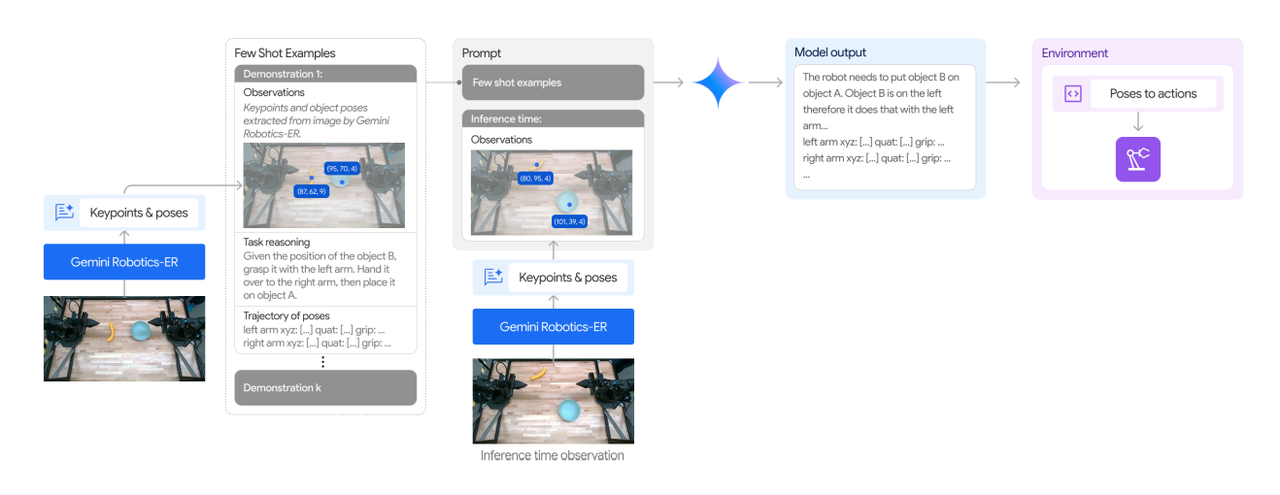 Few Shot Examples
Demonstration 1:
Observations
Keypoints and object poses
extracted from image by Gemini
Robotics-ER.
(95, 70, 4)
(87, 62, 9)
Task reasoning
Given the position of the object B,
grasp it with the left arm. Hand it
over to the right arm, then place it
on object A.
Trajectory of poses
left arm xyz: [...] quat: [...] grip: ...
right arm xyz: [...] quat: [...] grip: ...
Demonstration k
Keypoints & poses
Gemini Robotics-ER
Prompt
Few shot examples
Inference time:
Observations
(80, 95, 4)
(101, 39, 4)
Keypoints & poses
Gemini Robotics-ER
Inference time observation
Model output
The robot needs to put object B on
object A. Object B is on the left
therefore it does that with the left
arm...
left arm xyz: [...] quat: [...] grip: ...
right arm xyz: [...] quat: [...] grip: ...
...
Environment
Poses to actions